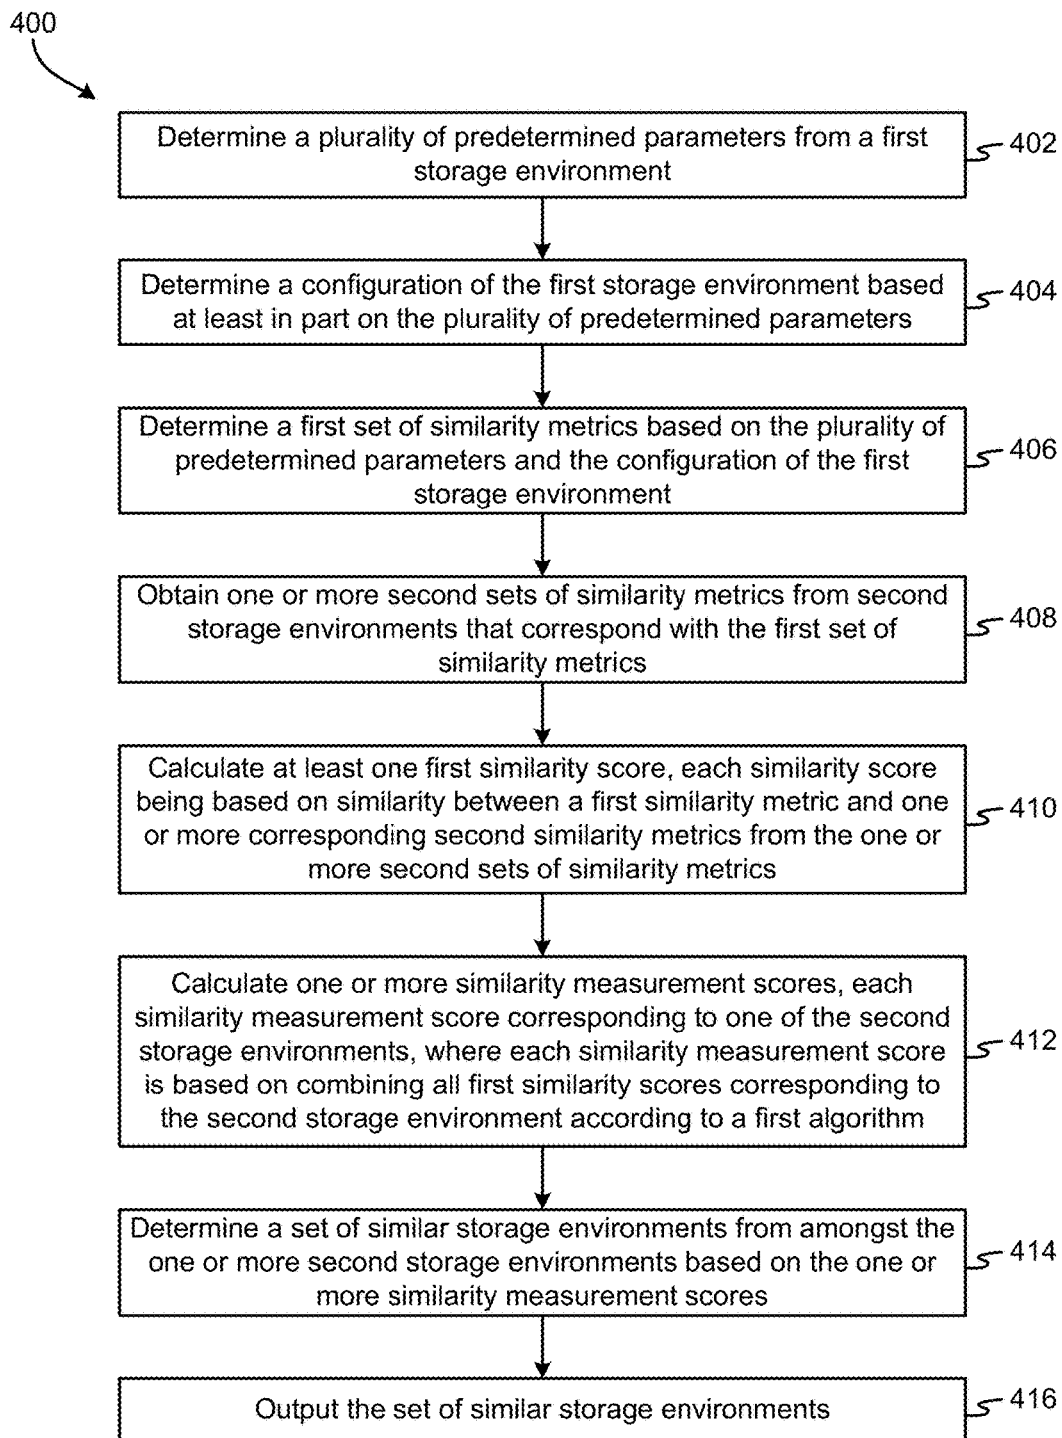 400
Determine a plurality of predetermined parameters from a first
storage environment
402
Determine a configuration of the first storage environment based
at least in part on the plurality of predetermined parameters
404
Determine a first set of similarity metrics based on the plurality of
predetermined parameters and the configuration of the first
storage environment
406
Obtain one or more second sets of similarity metrics from second
storage environments that correspond with the first set of
similarity metrics
408
Calculate at least one first similarity score, each similarity score
being based on similarity between a first similarity metric and one
or more corresponding second similarity metrics from the one or
more second sets of similarity metrics
410
Calculate one or more similarity measurement scores, each
similarity measurement score corresponding to one of the second
storage environments, where each similarity measurement score
is based on combining all first similarity scores corresponding to
the second storage environment according to a first algorithm
412
Determine a set of similar storage environments from amongst the
one or more second storage environments based on the one or
more similarity measurement scores
414
Output the set of similar storage environments
416